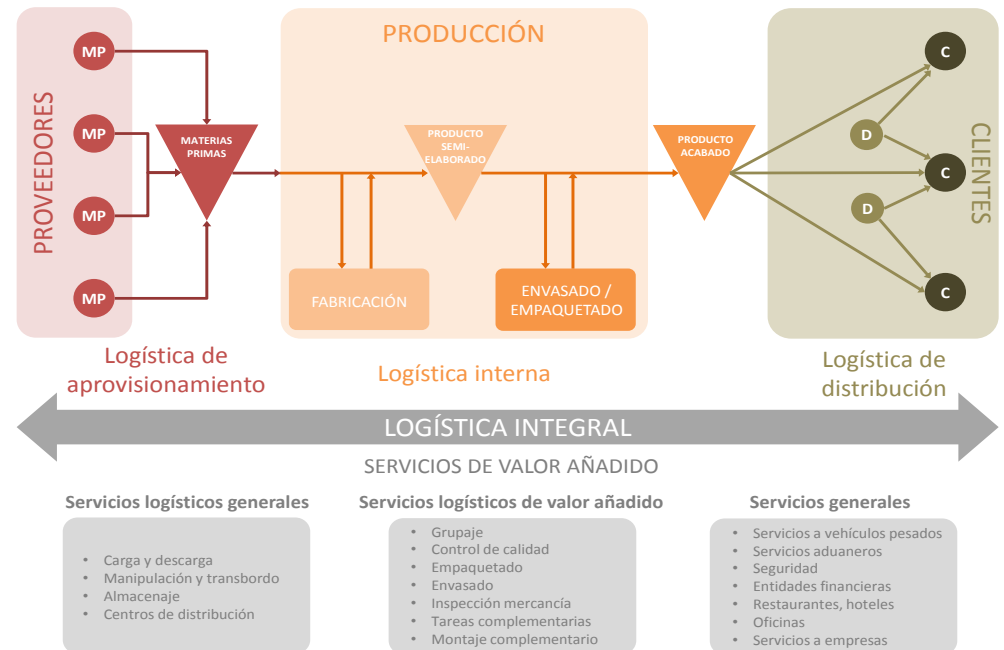 PROVEEDORES
MP
MP
MP
MP
MATERIAS
PRIMAS
PRODUCCIÓN
PRODUCTO
SEMI-
ELABORADO
FABRICACIÓN
ENVASADO /
EMPAQUETADO
PRODUCTO
ACABADO
C
D
C
D
C
CLIENTES
Logística de
aprovisionamiento
Logística interna
Logística de
distribución
LOGÍSTICA INTEGRAL
SERVICIOS DE VALOR AÑADIDO
Servicios logísticos generales
• Carga y descarga
• Manipulación y transbordo
• Almacenaje
• Centros de distribución
Servicios logísticos de valor añadido
• Grupaje
• Control de calidad
• Empaquetado
• Envasado
• Inspección mercancía
• Tareas complementarias
• Montaje complementario
Servicios generales
• Servicios a vehículos pesados
• Servicios aduaneros
• Seguridad
• Entidades financieras
• Restaurantes, hoteles
• Oficinas
• Servicios a empresas